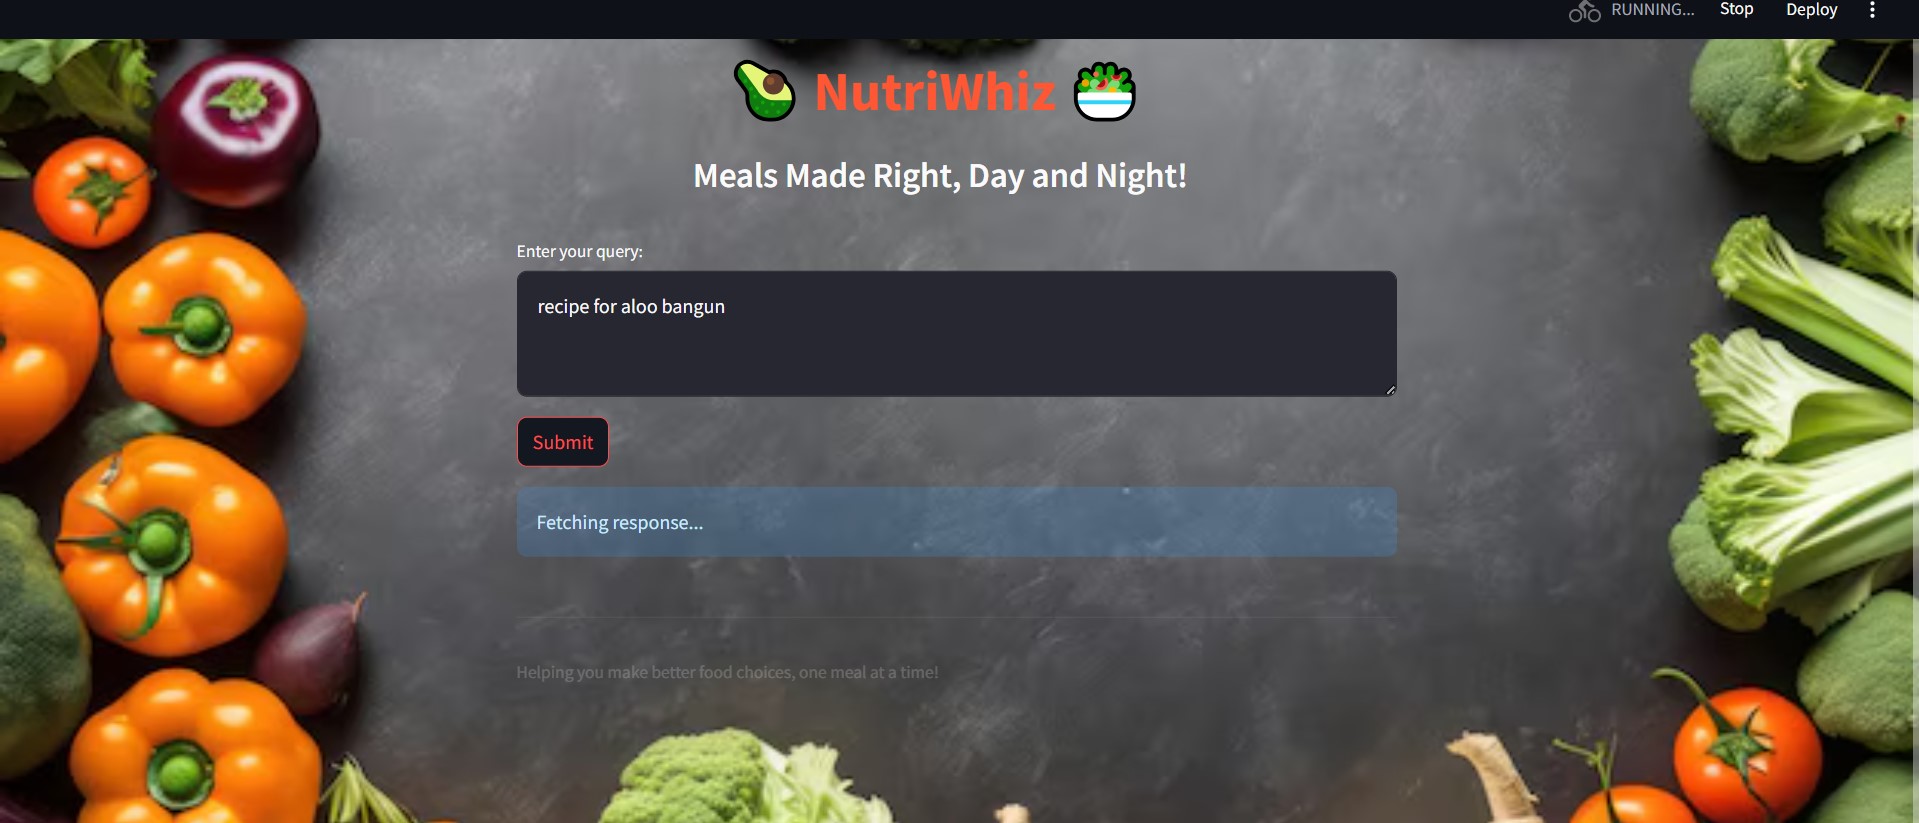 RUNNING... Stop Deploy
NutriWhiz
Meals Made Right, Day and Night!
Enter your query:
recipe for aloo bangun
Submit
Fetching response...
Helping you make better food choices, one meal at a time!